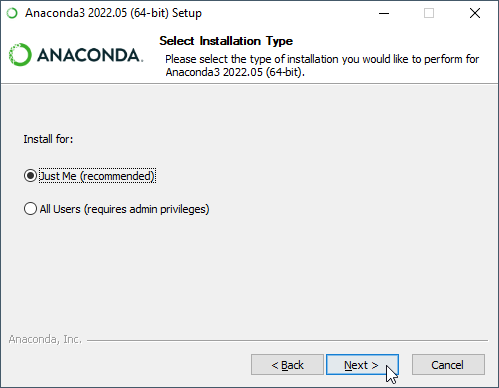 Anaconda3 2022.05 (64-bit) Setup
Select Installation Type
ANACONDA.
Please select the type of installation you would like to perform for
Anaconda3 2022.05 (64-bit).
Install for:
Just Me (recommended)
All Users (requires admin privileges)
Anaconda, Inc.
< Back
Next >
Cancel